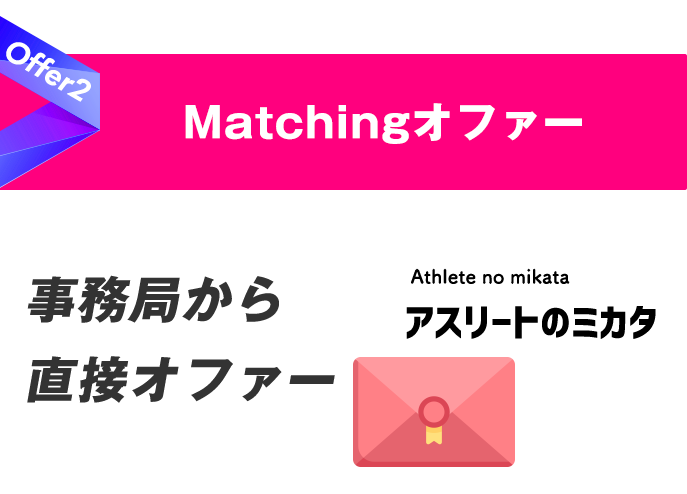 Offer2
Matchingオファー
事務局から
直接オファー
Athlete no mikata
アスリートのミカタ